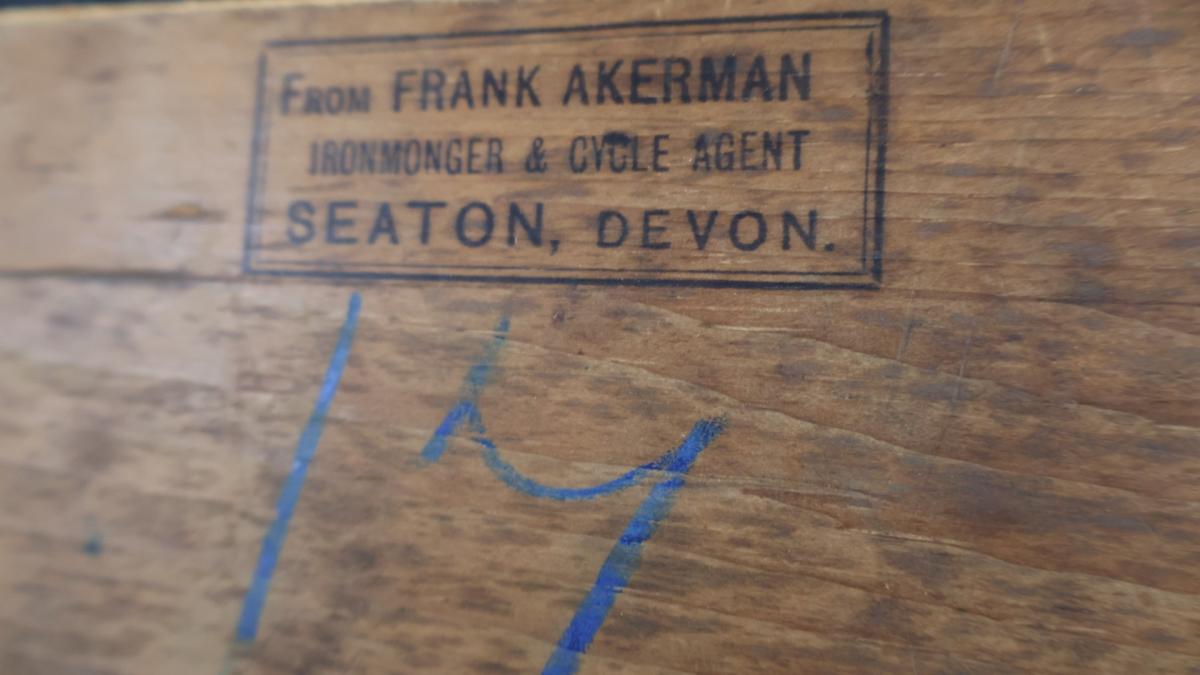 From FRANK AKERMAN
IRONMONGER & CYCLE AGENT
SEATON, DEVON.